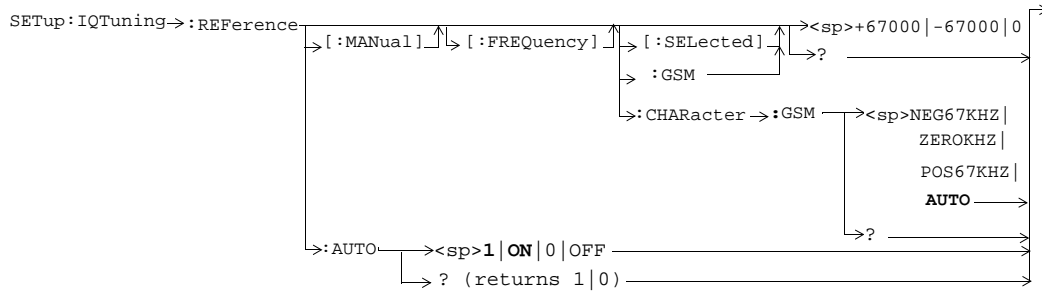 SETup:IQTuning :REFerence <sp>+67000|-67000|0
[:MANual] [:FREQuency] [:SELected]
?
:GSM
:CHARacter :GSM <sp>NEG67KHZ|
ZEROKHZ|
POS67KHZ|
AUTO
?
:AUTO <sp>1|ON|0|OFF
? (returns 1|0)